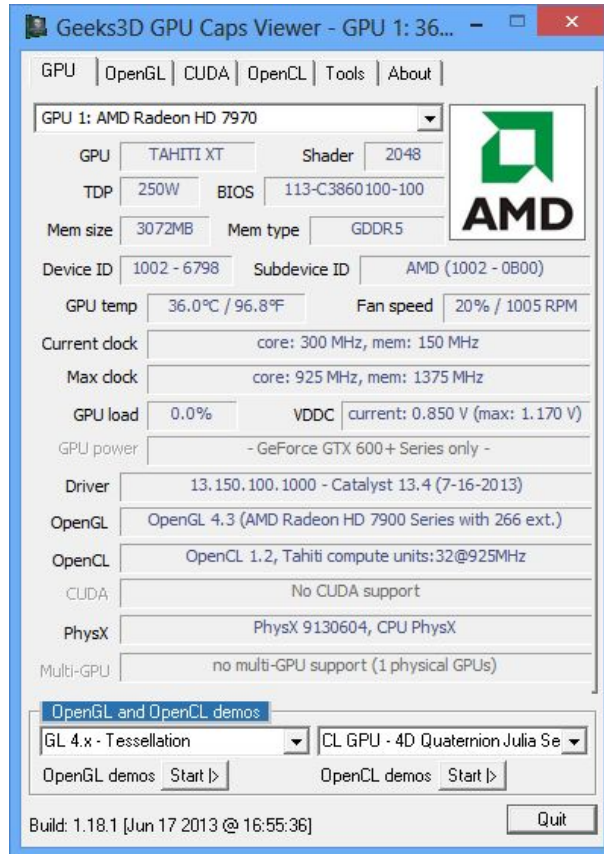 Geeks3D GPU Caps Viewer - GPU 1: 36...
GPU OpenGL CUDA OpenCL Tools About
GPU 1: AMD Radeon HD 7970
AMD
GPU TAHITI XT Shader 2048
TDP 250W BIOS 113-C3860100-100
Mem size 3072MB Mem type GDDR5
Device ID 1002 - 6798 Subdevice ID AMD (1002 - 0B00)
GPU temp 36.0°C / 96.8°F Fan speed 20% / 1005 RPM
Current clock core: 300 MHz, mem: 150 MHz
Max clock core: 925 MHz, mem: 1375 MHz
GPU load 0.0% VDDC current: 0.850 V (max: 1.170 V)
GPU power - GeForce GTX 600+ Series only -
Driver 13.150.100.1000 - Catalyst 13.4 (7-16-2013)
OpenGL OpenGL 4.3 (AMD Radeon HD 7900 Series with 266 ext.)
OpenCL OpenCL 1.2, Tahiti compute units:32@925MHz
CUDA No CUDA support
PhysX PhysX 9130604, CPU PhysX
Multi-GPU no multi-GPU support (1 physical GPUs)
OpenGL and OpenCL demos
GL 4.x - Tessellation CL GPU - 4D Quaternion Julia Se
OpenGL demos Start |> OpenCL demos Start |>
Build: 1.18.1 [Jun 17 2013 @ 16:55:36] Quit